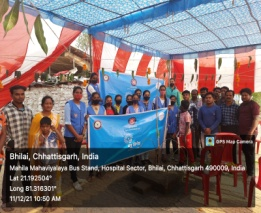 GPS Map Camera
Bhilai, Chhattisgarh, India
Mahila Mahaviyalaya Bus Stand, Hospital Sector, Bhilai, Chhattisgarh 490009, India
Lat 21.192504°
Long 81.316301°
11/12/21 10:50 AM